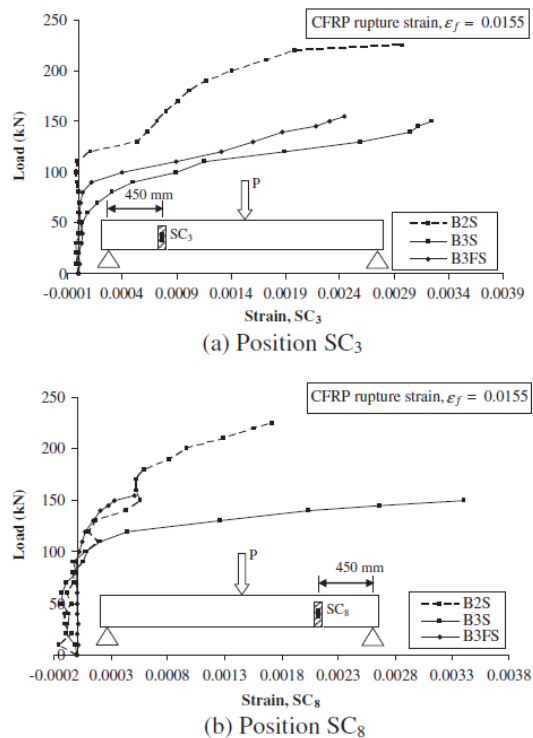 CFRP rupture strain, εf = 0.0155
250
200
150
100
50
0
Load (kN)
P
450 mm
SC3
B2S
B3S
B3FS
-0.0001 0.0004 0.0009 0.0014 0.0019 0.0024 0.0029 0.0034 0.0039
Strain, SC3
(a) Position SC3
CFRP rupture strain, εf = 0.0155
250
200
150
100
50
0
Load (kN)
P
450 mm
SC8
B2S
B3S
B3FS
-0.0002 0.0003 0.0008 0.0013 0.0018 0.0023 0.0028 0.0033 0.0038
Strain, SC8
(b) Position SC8